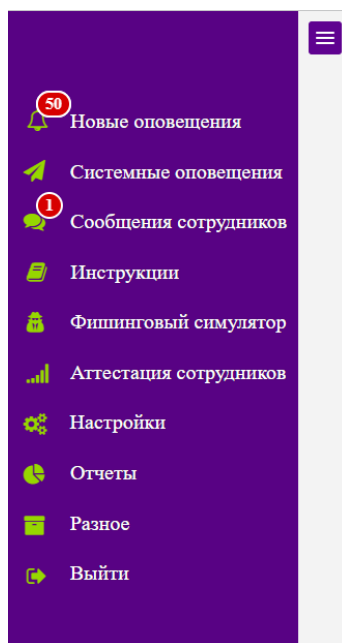 50
Новые оповещения
Системные оповещения
1
Сообщения сотрудников
Инструкции
Фишинговый симулятор
Аттестация сотрудников
Настройки
Отчеты
Разное
Выйти